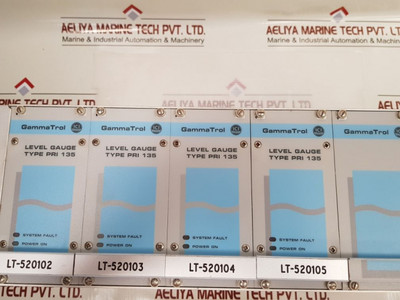 AELIYA MARINE TECH PVT. LTD.
Marine & Industrial Automation & Machinery
AELIYA MARINE TECH PVT.
Marine & Industrial Automation
GammaTrol
LEVEL GAUGE
TYPE PRI 135
SYSTEM FAULT
POWER ON
LT-520102
GammaTrol
LEVEL GAUGE
TYPE PRI 135
SYSTEM FAULT
POWER ON
LT-520103
GammaTrol
LEVEL GAUGE
TYPE PRI 135
SYSTEM FAULT
POWER ON
LT-520104
GammaTrol
LEVEL GAUGE
TYPE PRI 135
SYSTEM FAULT
POWER ON
LT-520105
GammaTrol
TECH PVT. LTD.
AELIYA MARINE TECH PVT.